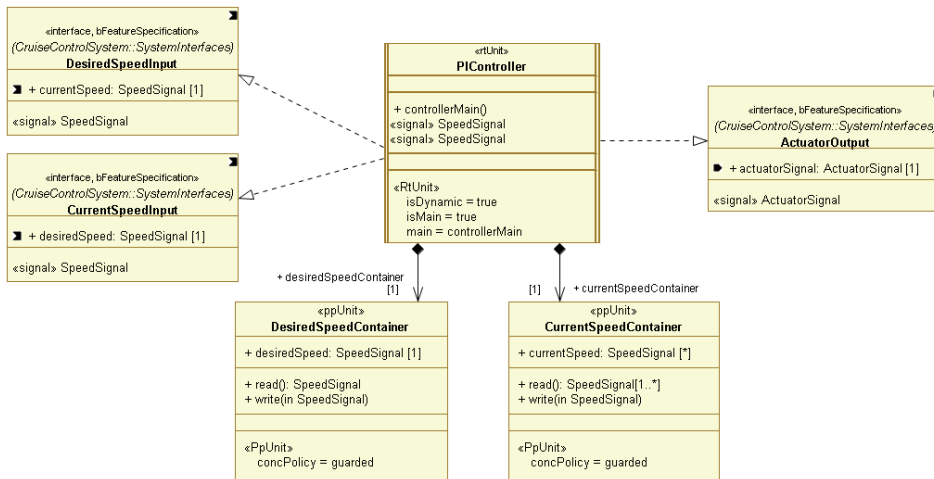 «interface, bFeatureSpecification»
(CruiseControlSystem::SystemInterfaces)
DesiredSpeedInput
+ currentSpeed: SpeedSignal [1]
«signal» SpeedSignal
«interface, bFeatureSpecification»
(CruiseControlSystem::SystemInterfaces)
CurrentSpeedInput
+ desiredSpeed: SpeedSignal [1]
«signal» SpeedSignal
«rtUnit»
PIController
+ controllerMain()
«signal» SpeedSignal
«signal» SpeedSignal
«RtUnit»
isDynamic = true
isMain = true
main = controllerMain
«interface, bFeatureSpecification»
(CruiseControlSystem::SystemInterfaces)
ActuatorOutput
+ actuatorSignal: ActuatorSignal [1]
«signal» ActuatorSignal
+ desiredSpeedContainer
[1]
[1]
+ currentSpeedContainer
«ppUnit»
DesiredSpeedContainer
+ desiredSpeed: SpeedSignal [1]
+ read(): SpeedSignal
+ write(in SpeedSignal)
«PpUnit»
concPolicy = guarded
«ppUnit»
CurrentSpeedContainer
+ currentSpeed: SpeedSignal [*]
+ read(): SpeedSignal[1..*]
+ write(in SpeedSignal)
«PpUnit»
concPolicy = guarded